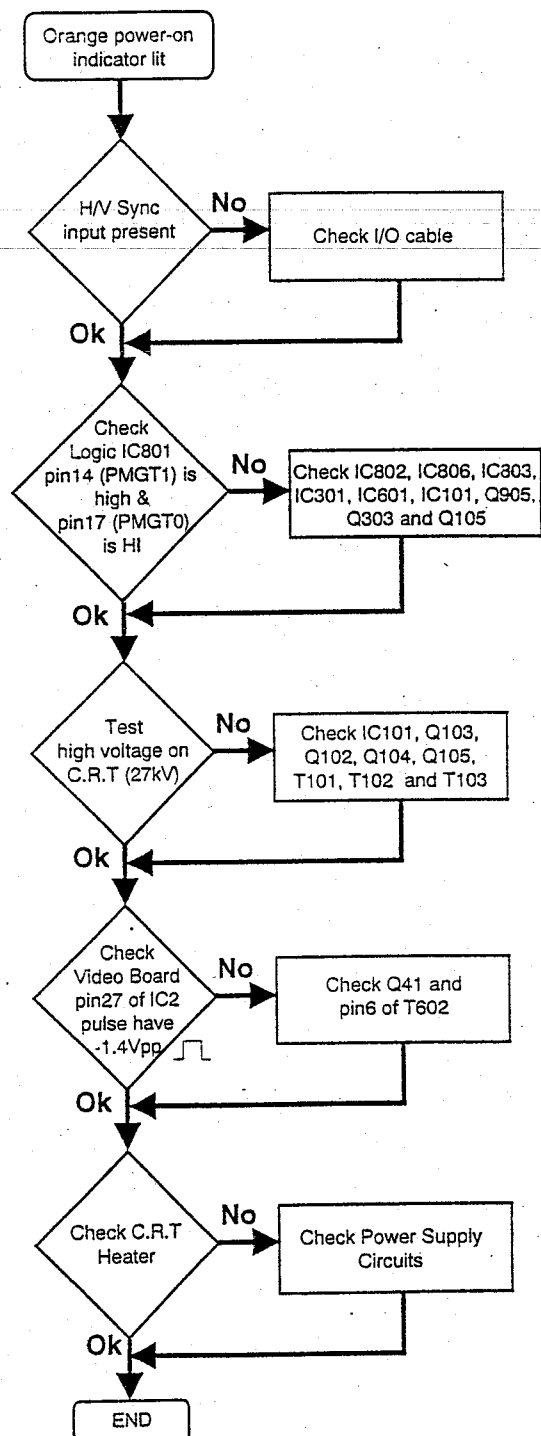 Orange power-on
indicator lit
H/V Sync
input present
No
Check I/O cable
Ok
Check
Logic IC801
pin14 (PMGT1) is
high &
pin17 (PMGT0)
is HI
No
Check IC802, IC806, IC303,
IC301, IC601, IC101, Q905,
Q303 and Q105
Ok
Test
high voltage on
C.R.T (27kV)
No
Check IC101, Q103,
Q102, Q104, Q105,
T101, T102 and T103
Ok
Check
Video Board
pin27 of IC2
pulse have
-1.4Vpp
No
Check Q41 and
pin6 of T602
Ok
Check C.R.T
Heater
No
Check Power Supply
Circuits
Ok
END